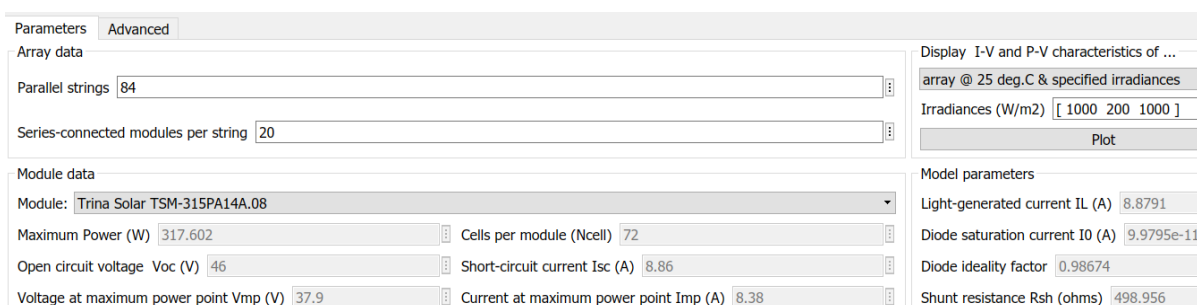 Parameters Advanced
Array data
Parallel strings 84
Series-connected modules per string 20
Display I-V and P-V characteristics of ...
array @ 25 deg.C & specified irradiances
Irradiances (W/m2) [ 1000 200 1000 ]
Plot
Module data
Module: Trina Solar TSM-315PA14A.08
Maximum Power (W) 317.602 Cells per module (Ncell) 72
Open circuit voltage Voc (V) 46 Short-circuit current Isc (A) 8.86
Voltage at maximum power point Vmp (V) 37.9 Current at maximum power point Imp (A) 8.38
Model parameters
Light-generated current IL (A) 8.8791
Diode saturation current I0 (A) 9.9795e-11
Diode ideality factor 0.98674
Shunt resistance Rsh (ohms) 498.956